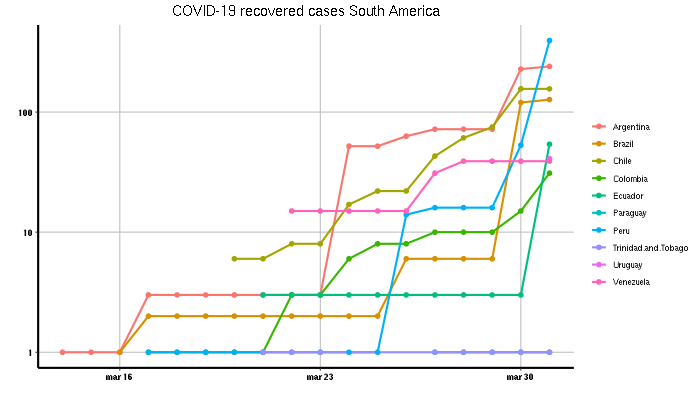 COVID-19 recovered cases South America
100
10
1
mar 16
mar 23
mar 30
Argentina
Brazil
Chile
Colombia
Ecuador
Paraguay
Peru
Trinidad.and.Tobago
Uruguay
Venezuela